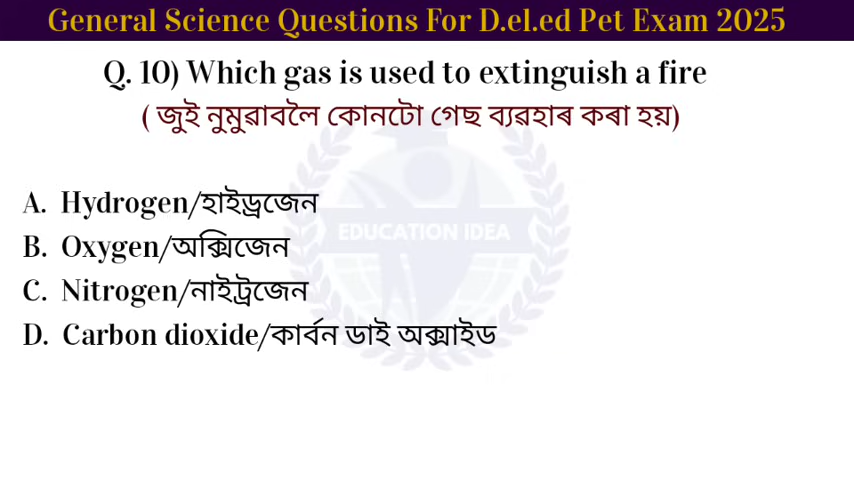 General Science Questions For D.el.ed Pet Exam 2025
Q. 10) Which gas is used to extinguish a fire
( জুই নুমুৱাবলৈ কোনটো গেছ ব্যৱহাৰ কৰা হয়)
EDUCATION IDEA
A. Hydrogen/হাইড্ৰজেন
B. Oxygen/অক্সিজেন
C. Nitrogen/নাইট্ৰজেন
D. Carbon dioxide/কাৰ্বন ডাই অক্সাইড